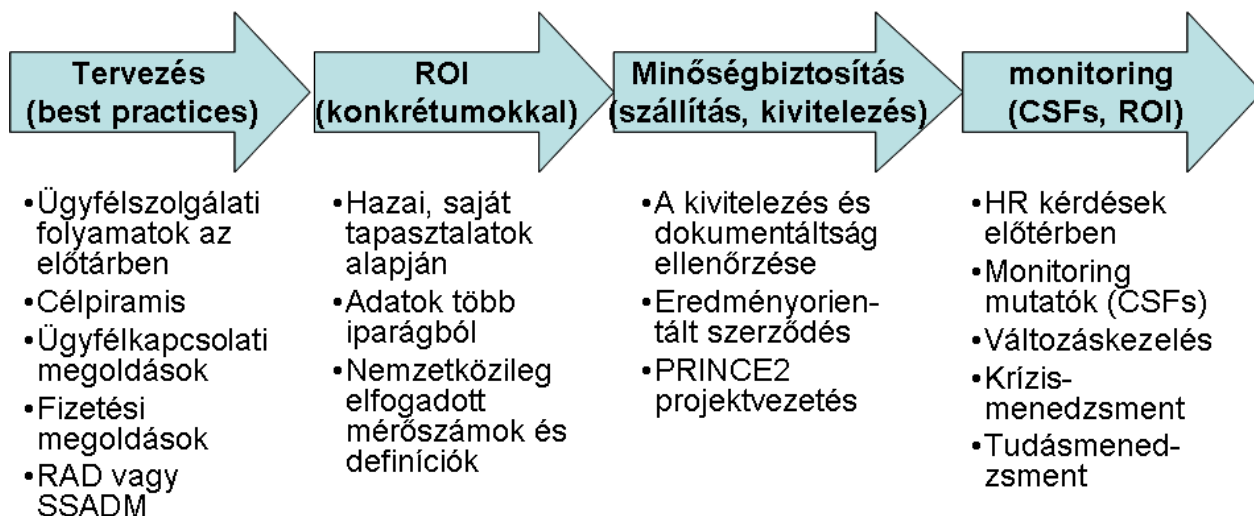 Tervezés
(best practices)
•Ügyfélszolgálati
folyamatok az
előtárben
•Célpiramis
•Ügyfélkapcsolati
megoldások
•Fizetési
megoldások
•RAD vagy
SSADM
ROI
(konkrétumokkal)
•Hazai, saját
tapasztalatok
alapján
•Adatok több
iparágból
•Nemzetközileg
elfogadott
mérőszámok és
definíciók
Minőségbiztosítás
(szállítás, kivitelezés)
•A kivitelezés és
dokumentáltság
ellenőrzése
•Eredményorien-
tált szerződés
•PRINCE2
projektvezetés
monitoring
(CSFs, ROI)
•HR kérdések
előtérben
•Monitoring
mutatók (CSFs)
•Változáskezelés
•Krízis-
menedzsment
•Tudásmened-
zsment